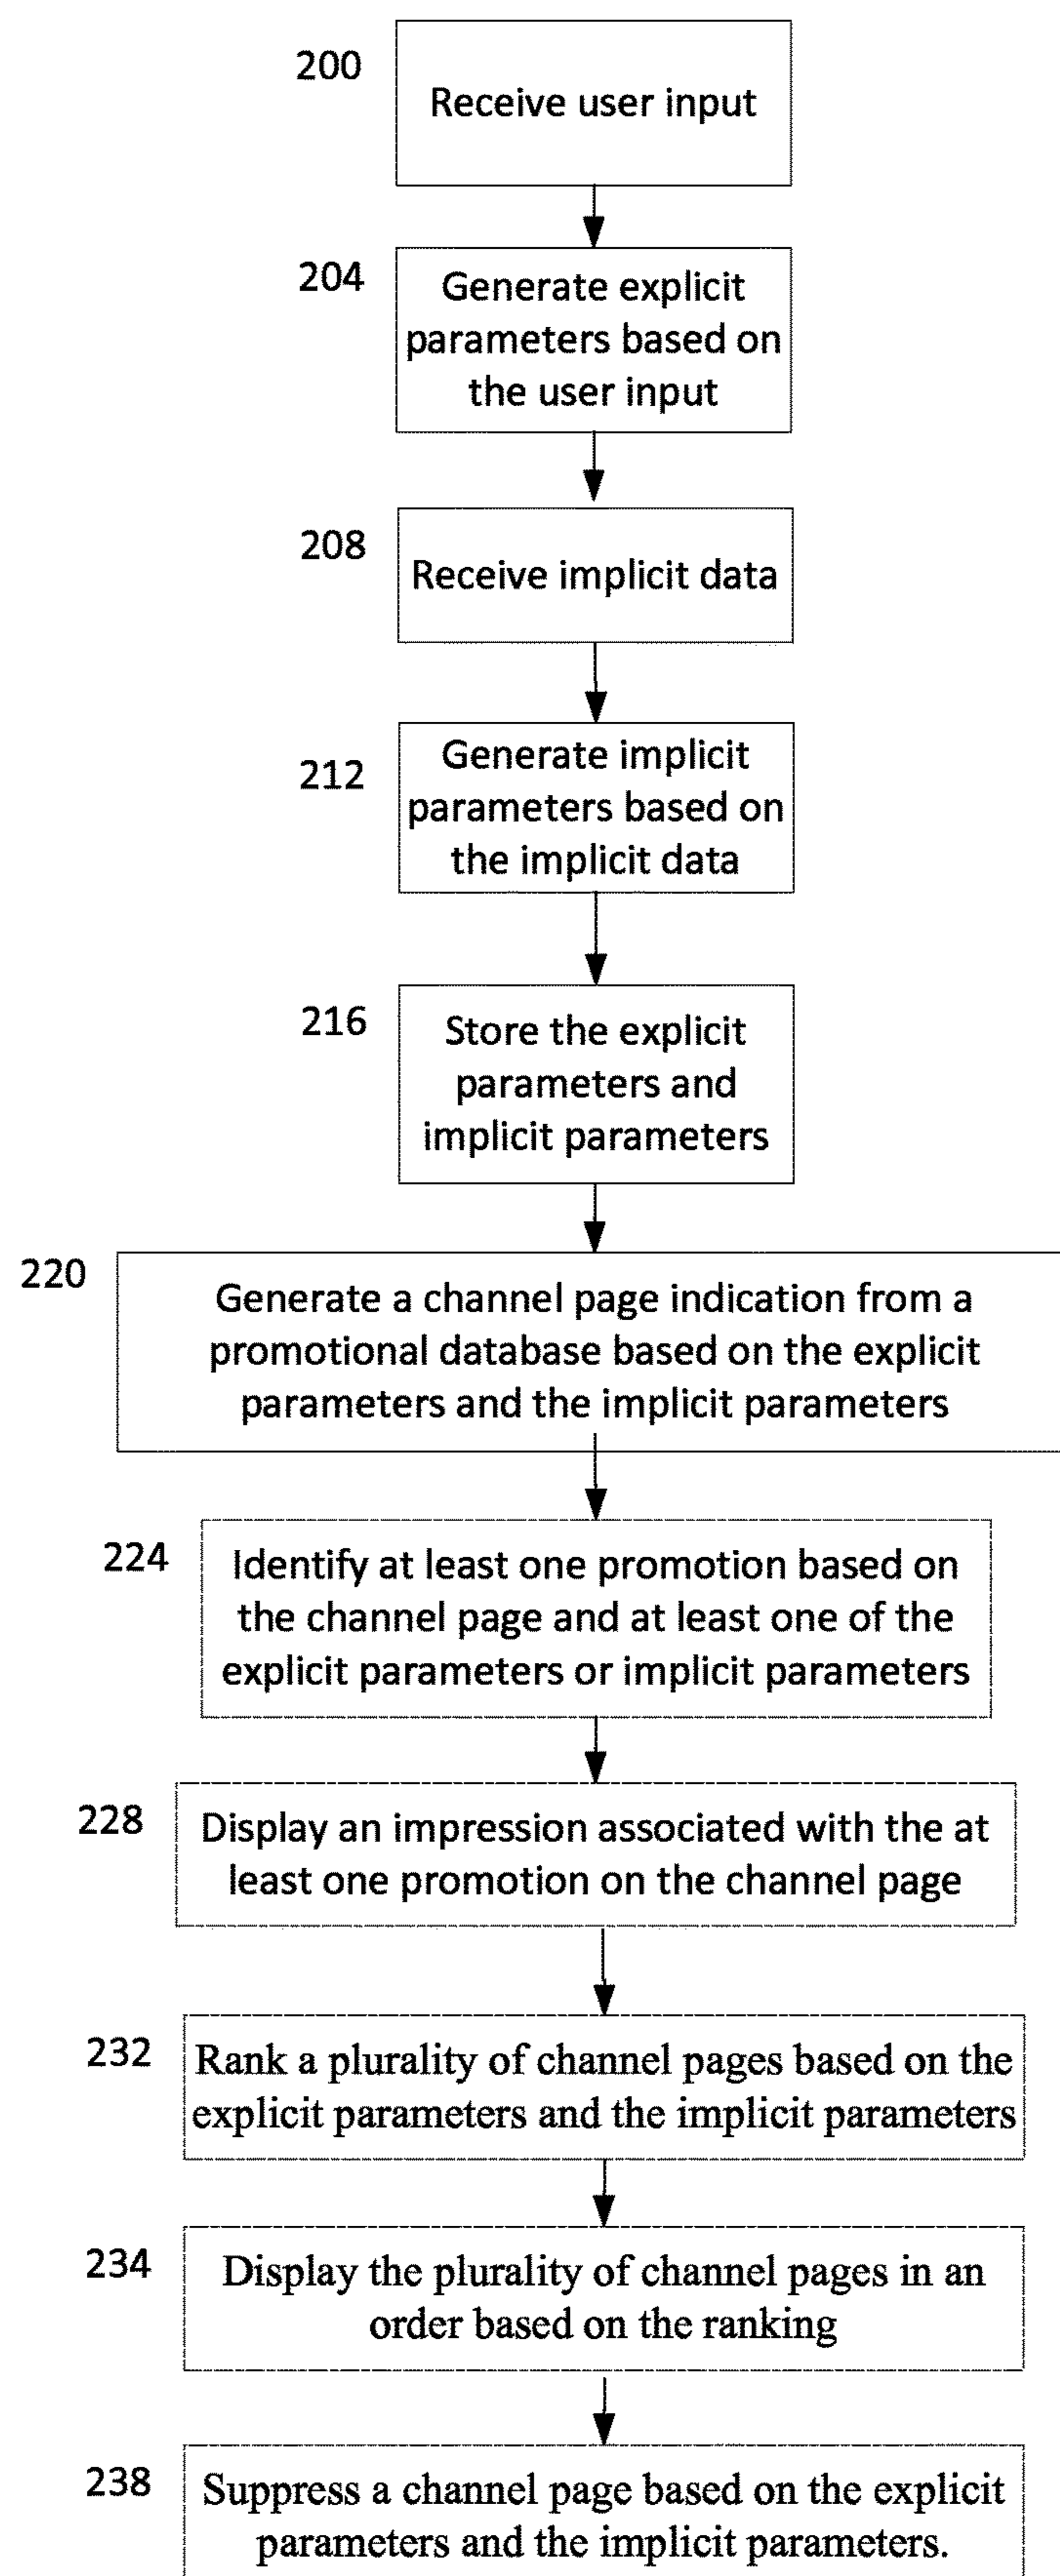 200
Receive user input
204
Generate explicit
parameters based on
the user input
208
Receive implicit data
212
Generate implicit
parameters based on
the implicit data
216
Store the explicit
parameters and
implicit parameters
220
Generate a channel page indication from a
promotional database based on the explicit
parameters and the implicit parameters
224
Identify at least one promotion based on
the channel page and at least one of the
explicit parameters or implicit parameters
228
Display an impression associated with the at
least one promotion on the channel page
232
Rank a plurality of channel pages based on the
explicit parameters and the implicit parameters
234
Display the plurality of channel pages in an
order based on the ranking
238
Suppress a channel page based on the explicit
parameters and the implicit parameters.